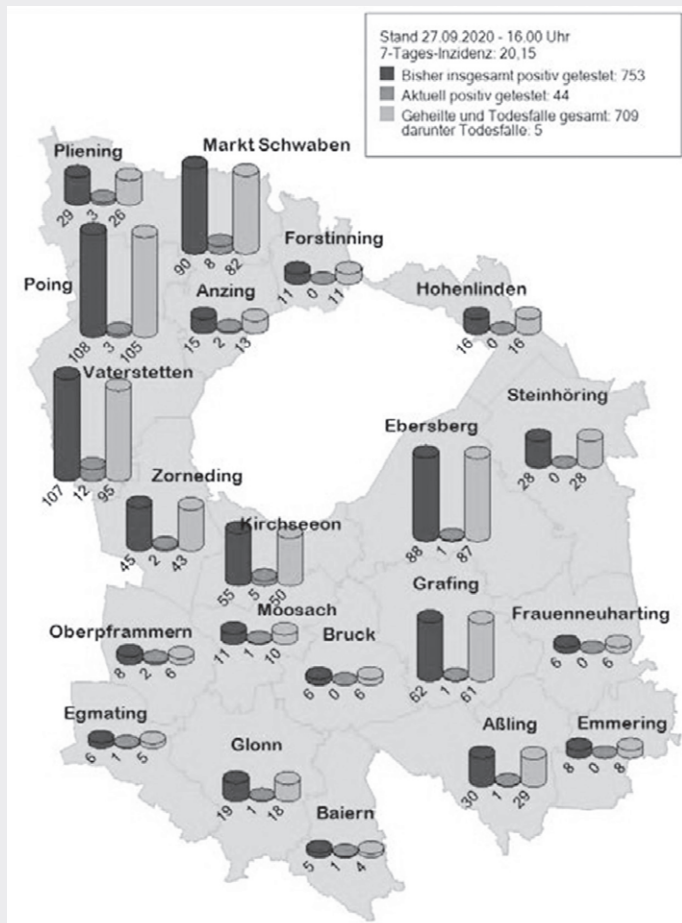 Stand 27.09.2020 - 16.00 Uhr
7-Tages-Inzidenz: 20,15
Bisher insgesamt positiv getestet: 753
Aktuell positiv getestet: 44
Geheilte und Todesfälle gesamt: 709
darunter Todesfälle: 5
Pliening
29 3 26
Markt Schwaben
90 8 82
Forstinning
11 0 11
Poing
108 3 105
Anzing
15 2 13
Hohenlinden
16 0 16
Vaterstetten
107 12 95
Steinhöring
28 0 28
Ebersberg
88 1 87
Zorneding
45 2 43
Kirchseeon
55 5 50
Grafing
62 1 61
Frauenneuharting
6 0 6
Moosach
11 1 10
Oberpframmern
8 2 6
Bruck
6 0 6
Egmating
6 1 5
Glonn
19 1 18
Aßling
30 1 29
Emmering
8 0 8
Baiern
5 1 4